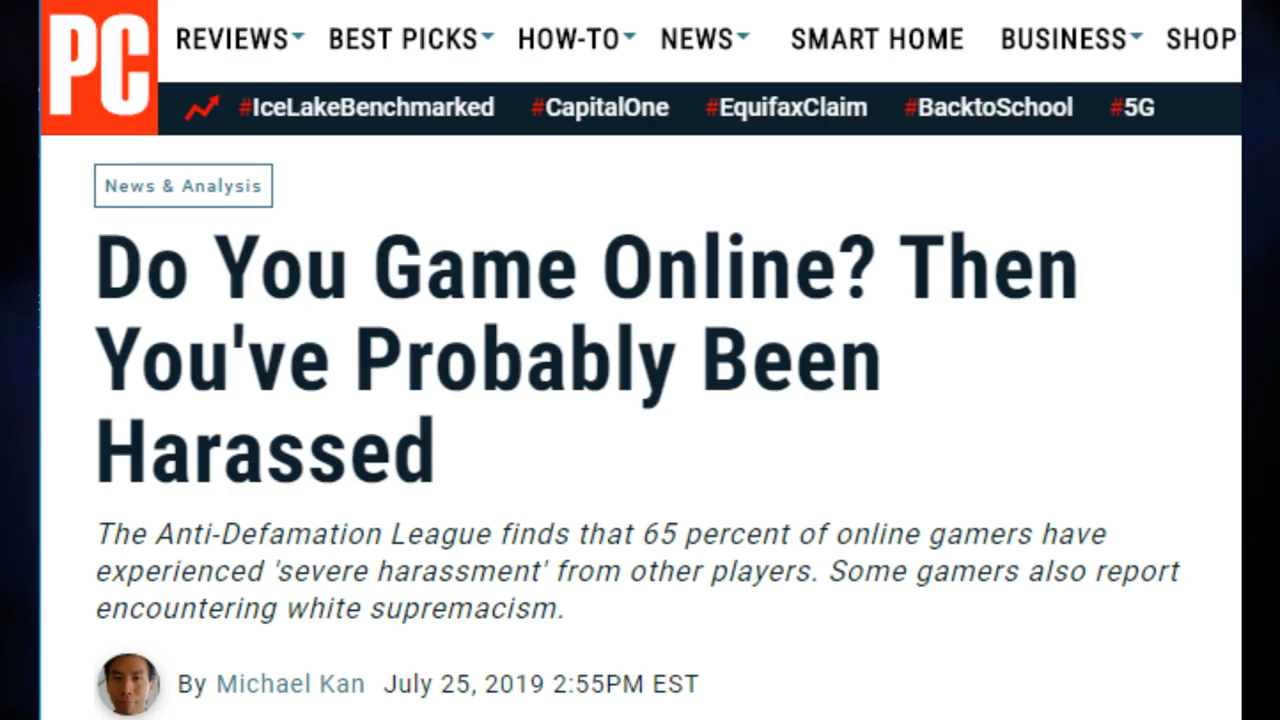 PC REVIEWS BEST PICKS HOW-TO NEWS SMART HOME BUSINESS SHOP
#IceLakeBenchmarked #CapitalOne #EquifaxClaim #BacktoSchool #5G
News & Analysis
Do You Game Online? Then
You've Probably Been
Harassed
The Anti-Defamation League finds that 65 percent of online gamers have
experienced 'severe harassment' from other players. Some gamers also report
encountering white supremacism.
By Michael Kan July 25, 2019 2:55PM EST